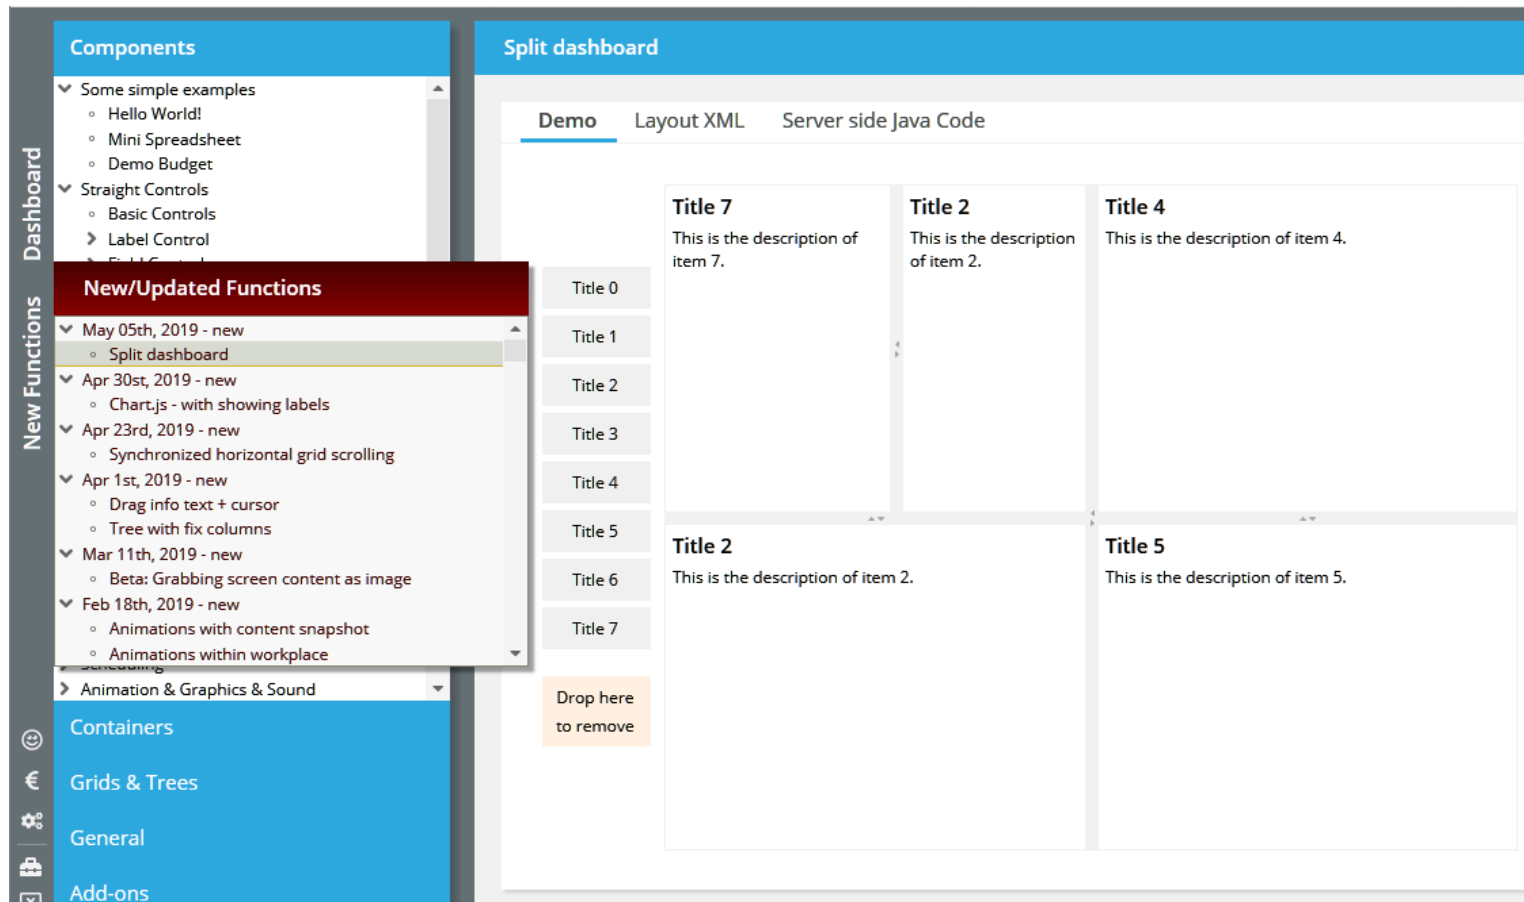 Dashboard
New Functions
Components
Some simple examples
Hello World!
Mini Spreadsheet
Demo Budget
Straight Controls
Basic Controls
Label Control
New/Updated Functions
May 05th, 2019 - new
Split dashboard
Apr 30st, 2019 - new
Chart.js - with showing labels
Apr 23rd, 2019 - new
Synchronized horizontal grid scrolling
Apr 1st, 2019 - new
Drag info text + cursor
Tree with fix columns
Mar 11th, 2019 - new
Beta: Grabbing screen content as image
Feb 18th, 2019 - new
Animations with content snapshot
Animations within workplace
Scheduling
Animation & Graphics & Sound
Containers
€
Grids & Trees
General
Add-ons
Split dashboard
Demo
Layout XML
Server side Java Code
Title 0
Title 1
Title 2
Title 3
Title 4
Title 5
Title 6
Title 7
Drop here
to remove
Title 7
This is the description of
item 7.
Title 2
This is the description
of item 2.
Title 4
This is the description of item 4.
Title 2
This is the description of item 2.
Title 5
This is the description of item 5.